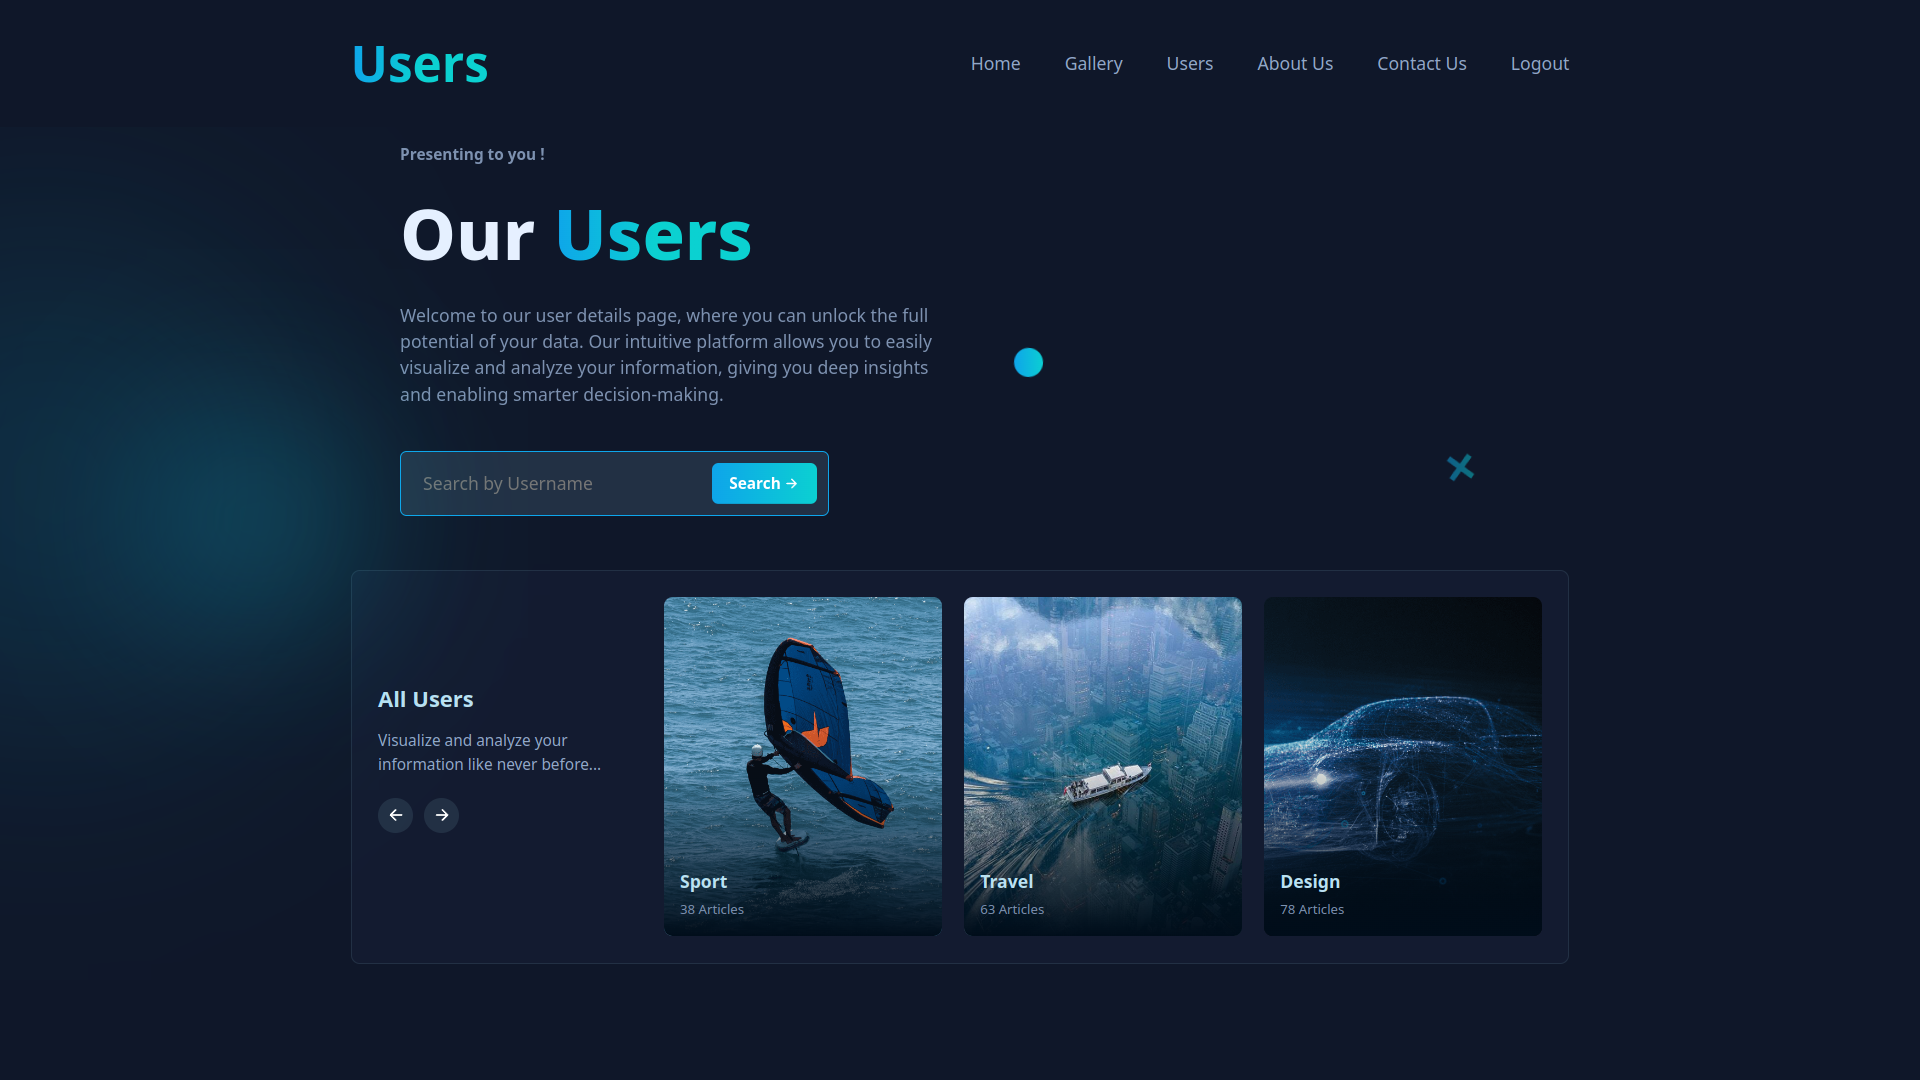 Users
Home
Gallery
Users
About Us
Contact Us
Logout
Presenting to you !
Our Users
Welcome to our user details page, where you can unlock the full
potential of your data. Our intuitive platform allows you to easily
visualize and analyze your information, giving you deep insights
and enabling smarter decision-making.
Search by Username
Search →
All Users
Visualize and analyze your
information like never before...
Sport
38 Articles
Travel
63 Articles
Design
78 Articles